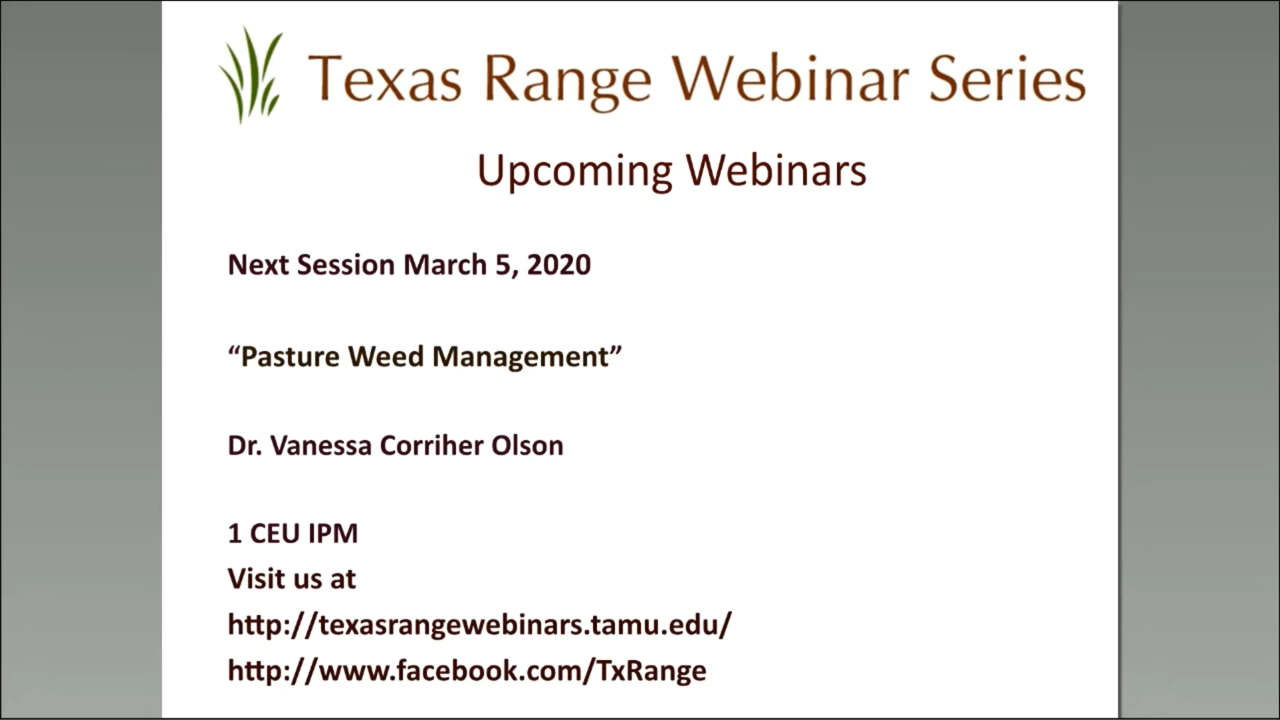 Texas Range Webinar Series
Upcoming Webinars
Next Session March 5, 2020
“Pasture Weed Management”
Dr. Vanessa Corriher Olson
1 CEU IPM
Visit us at
http://texasrangewebinars.tamu.edu/
http://www.facebook.com/TxRange